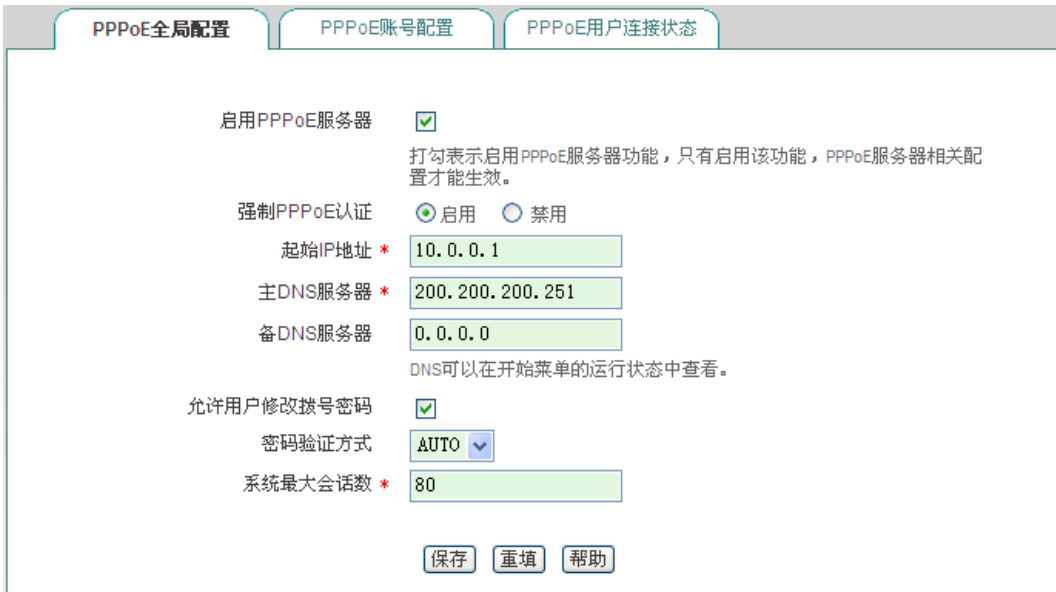 PPPoE全局配置 PPPoE账号配置 PPPoE用户连接状态
启用PPPoE服务器
打勾表示启用PPPoE服务器功能，只有启用该功能，PPPoE服务器相关配
置才能生效。
强制PPPoE认证 启用 禁用
起始IP地址 * 10.0.0.1
主DNS服务器 * 200.200.200.251
备DNS服务器 0.0.0.0
DNS可以在开始菜单的运行状态中查看。
允许用户修改拨号密码
密码验证方式 AUTO
系统最大会话数 * 80
保存 重填 帮助